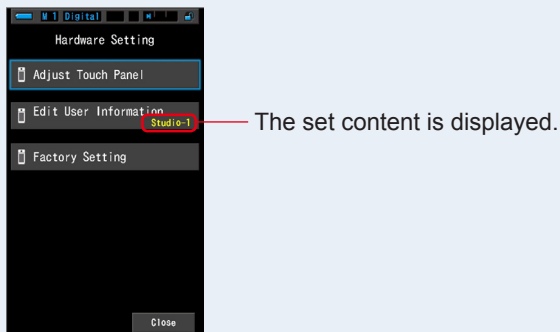 M 1 Digital
Hardware Setting
Adjust Touch Panel
Edit User Information
Studio-1
The set content is displayed.
Factory Setting
Close